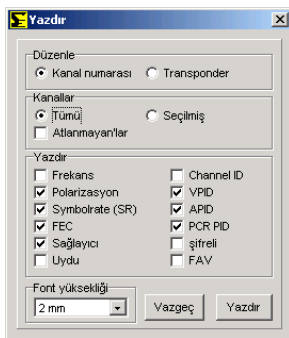 Yazdır
Düzenle
Kanal numarası Transponder
Kanallar
Tümü Seçilmiş
Atlanmayan'lar
Yazdır
Frekans Channel ID
Polarizasyon VPID
Symbolrate (SR) APID
FEC PCR PID
Sağlayıcı şifreli
Uydu FAV
Font yüksekliği
2 mm Vazgeç Yazdır